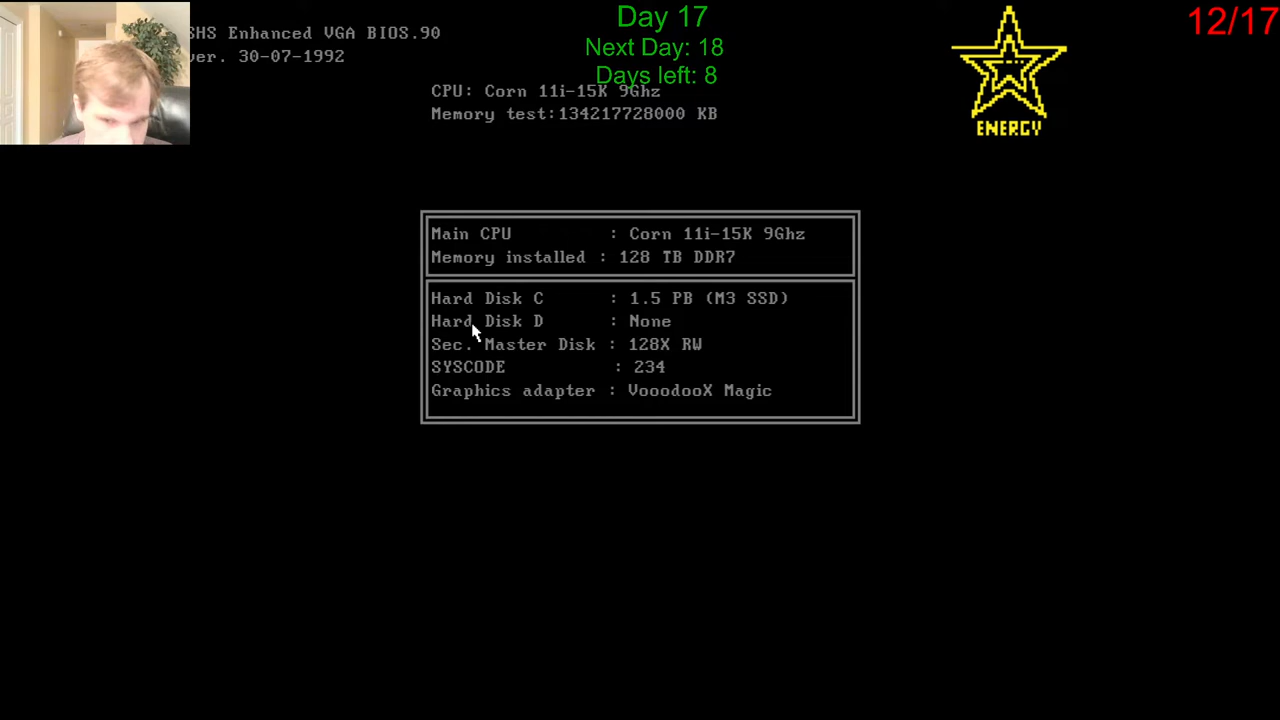 Day 17
Next Day: 18
Days left: 8
12/17
SHS Enhanced VGA BIOS.90
ver. 30-07-1992
ENERGY
CPU: Corn 11i-15K 9Ghz
Memory test:134217728000 KB
Main CPU : Corn 11i-15K 9Ghz
Memory installed : 128 TB DDR7
Hard Disk C : 1.5 PB (M3 SSD)
Hard Disk D : None
Sec. Master Disk : 128X RW
SYSCODE : 234
Graphics adapter : VooodooX Magic